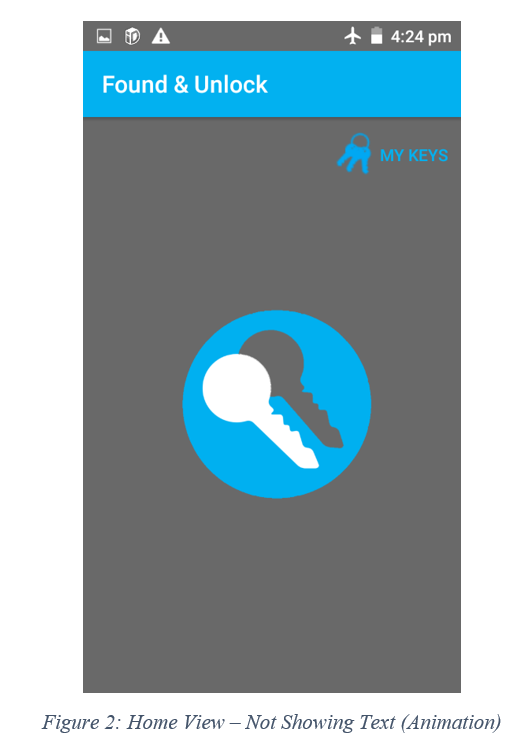 4:24 pm
Found & Unlock
MY KEYS
Figure 2: Home View – Not Showing Text (Animation)